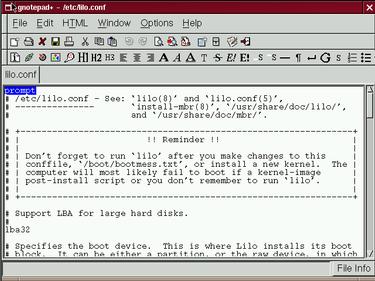 gnotepad+ - /etc/lilo.conf
File Edit HTML Window Options Help
H1 H2 H3
lilo.conf
prompt
# /etc/lilo.conf - See: `lilo(8)' and `lilo.conf(5)',
# --------------- `install-mbr(8)', `/usr/share/doc/lilo/',
# and `/usr/share/doc/mbr/'.
# +---------------------------------------------------------------+
# | !! Reminder !! |
# | |
# | Don't forget to run `lilo' after you make changes to this |
# | conffile, `/boot/bootmess.txt', or install a new kernel. The |
# | computer will most likely fail to boot if a kernel-image |
# | post-install script or you don't remember to run `lilo'. |
# | |
# +---------------------------------------------------------------+
# Support LBA for large hard disks.
#
lba32
# Specifies the boot device. This is where Lilo installs its boot
# block. It can be either a partition, or the raw device, in which
File Info